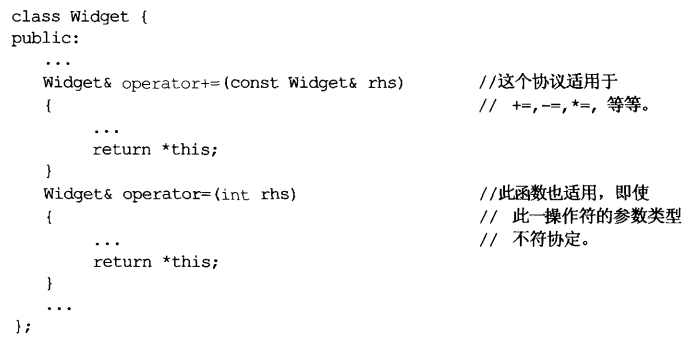 class Widget {
public:
...
Widget& operator+=(const Widget& rhs) //这个协议适用于
{ // +=,-=,*=, 等等。
...
return *this;
}
Widget& operator=(int rhs) //此函数也适用，即使
{ // 此一操作符的参数类型
... // 不符协定。
return *this;
}
...
};